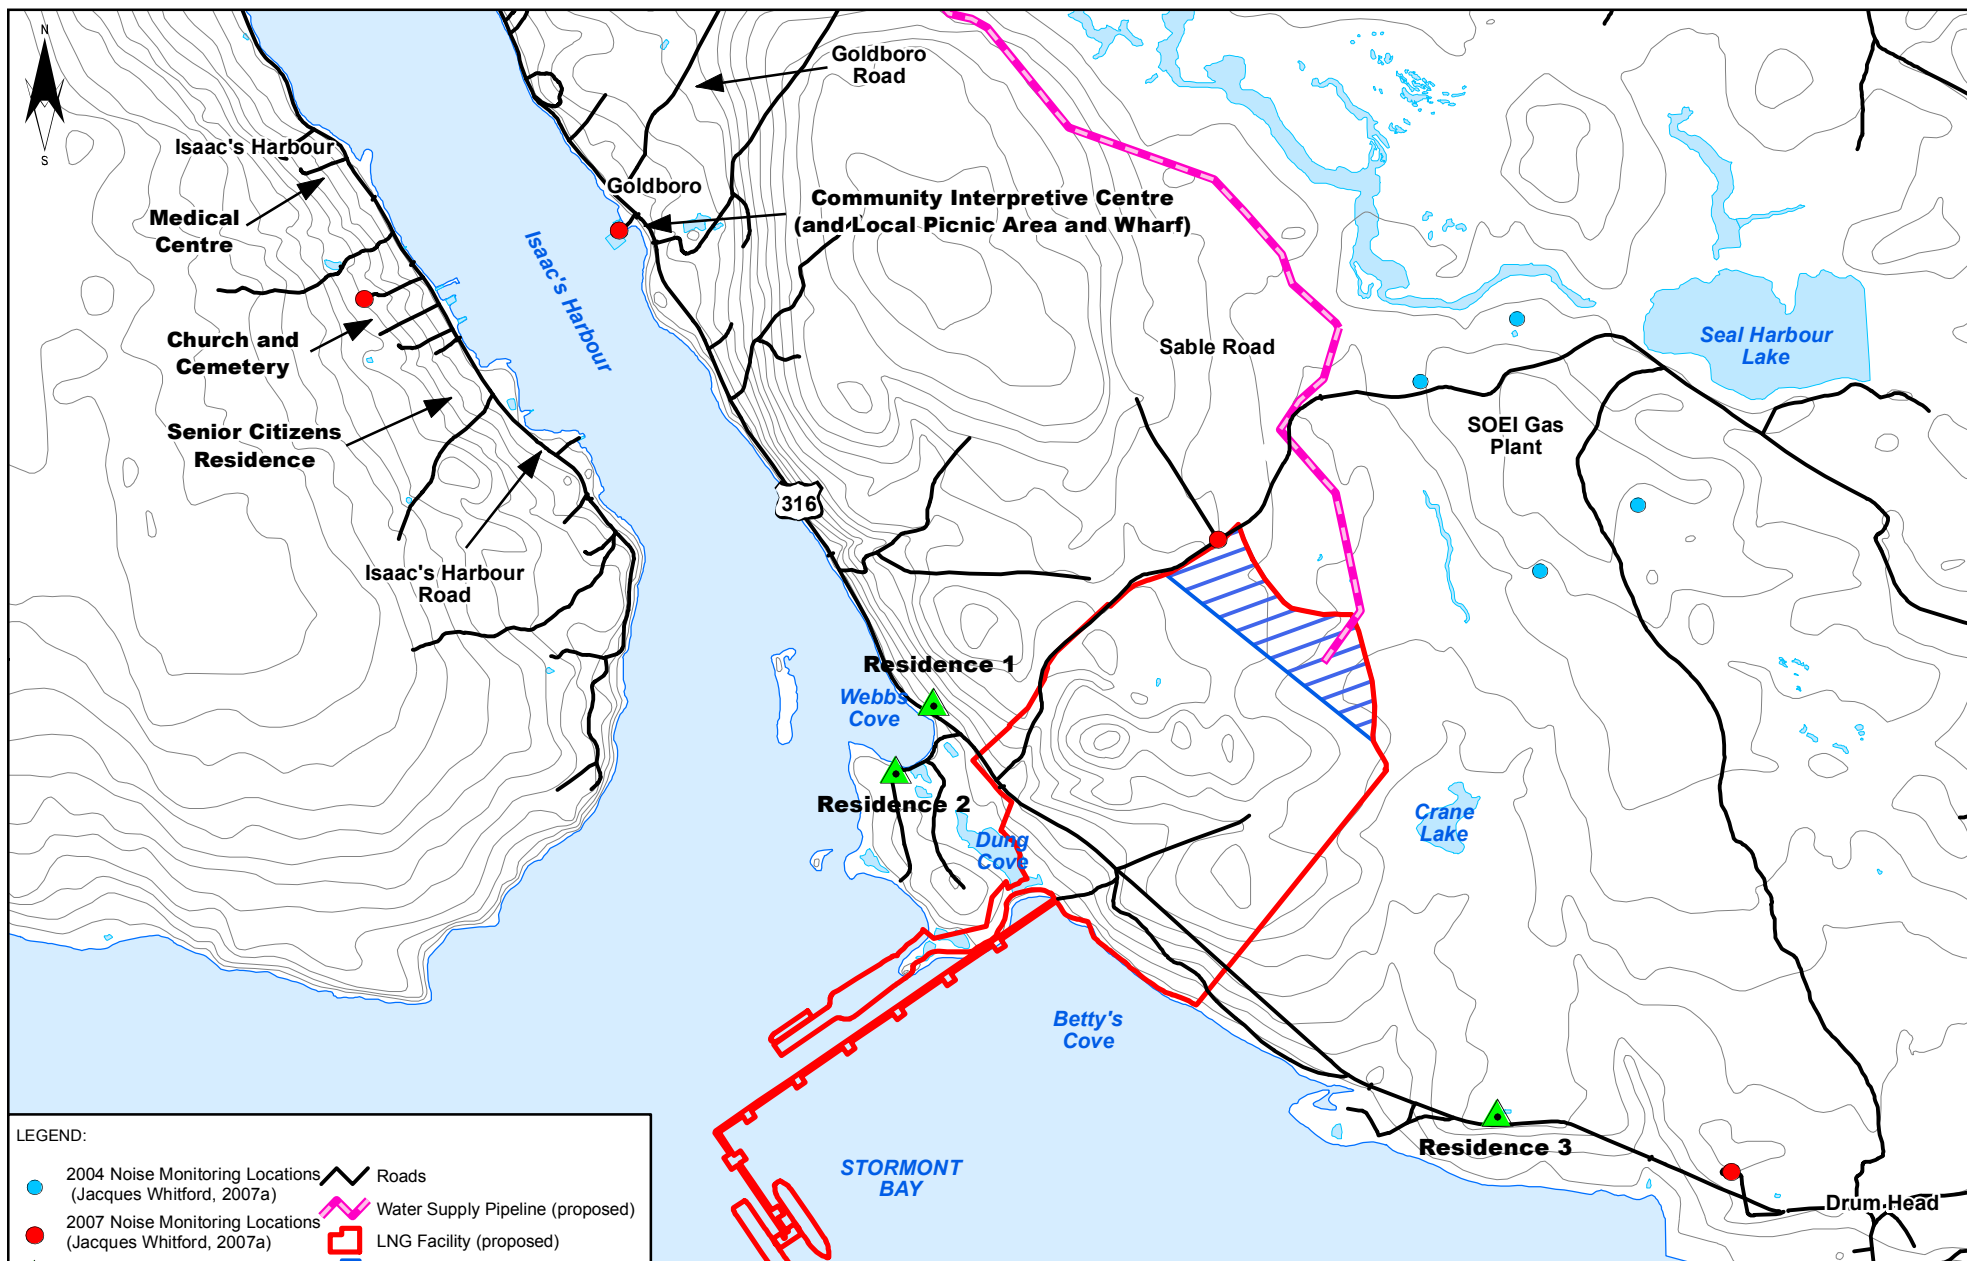 N
S
Goldboro
Road
Isaac's Harbour
Goldboro
Medical
Centre
Community Interpretive Centre
(and Local Picnic Area and Wharf)
Isaac's Harbour
Church and
Cemetery
Sable Road
Seal Harbour
Lake
Senior Citizens
Residence
SOEI Gas
Plant
316
Isaac's Harbour
Road
Residence 1
Webbs
Cove
Residence 2
Dung
Cove
Crane
Lake
Betty's
Cove
Residence 3
STORMONT
BAY
Drum Head
LEGEND:
2004 Noise Monitoring Locations
(Jacques Whitford, 2007a)
2007 Noise Monitoring Locations
(Jacques Whitford, 2007a)
Roads
Water Supply Pipeline (proposed)
LNG Facility (proposed)